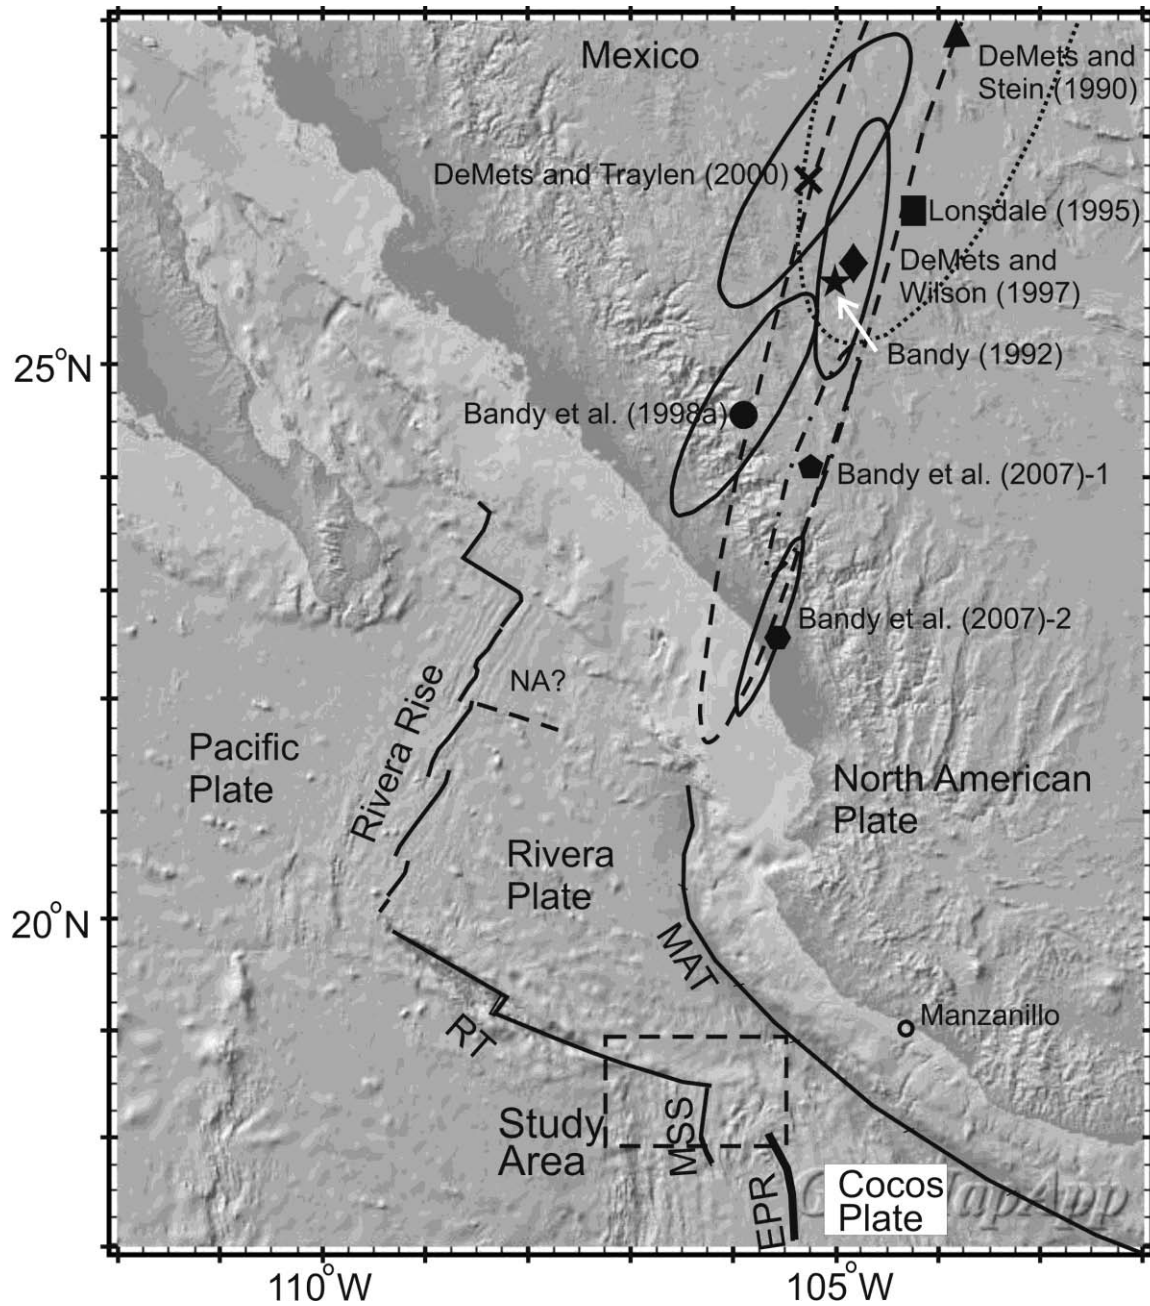 Mexico
DeMets and
Stein (1990)
DeMets and Traylen (2000)
Lonsdale (1995)
DeMets and
Wilson (1997)
Bandy (1992)
25°N
Bandy et al. (1998a)
Bandy et al. (2007)-1
Bandy et al. (2007)-2
NA?
Rivera Rise
Pacific
Plate
North American
Plate
Rivera
Plate
20°N
MAT
Manzanillo
RT
Study
Area
MSS
EPR
Cocos
Plate
MapApp
110°W
105°W